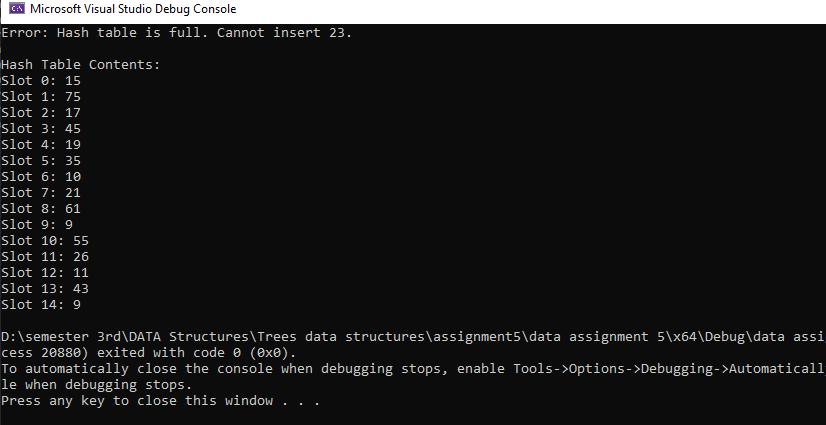 Microsoft Visual Studio Debug Console
Error: Hash table is full. Cannot insert 23.
Hash Table Contents:
Slot 0: 15
Slot 1: 75
Slot 2: 17
Slot 3: 45
Slot 4: 19
Slot 5: 35
Slot 6: 10
Slot 7: 21
Slot 8: 61
Slot 9: 9
Slot 10: 55
Slot 11: 26
Slot 12: 11
Slot 13: 43
Slot 14: 9
D:\semester 3rd\DATA Structures\Trees data structures\assignment5\data assignment 5\x64\Debug\data assi
cess 20880) exited with code 0 (0x0).
To automatically close the console when debugging stops, enable Tools->Options->Debugging->Automaticall
le when debugging stops.
Press any key to close this window . . .